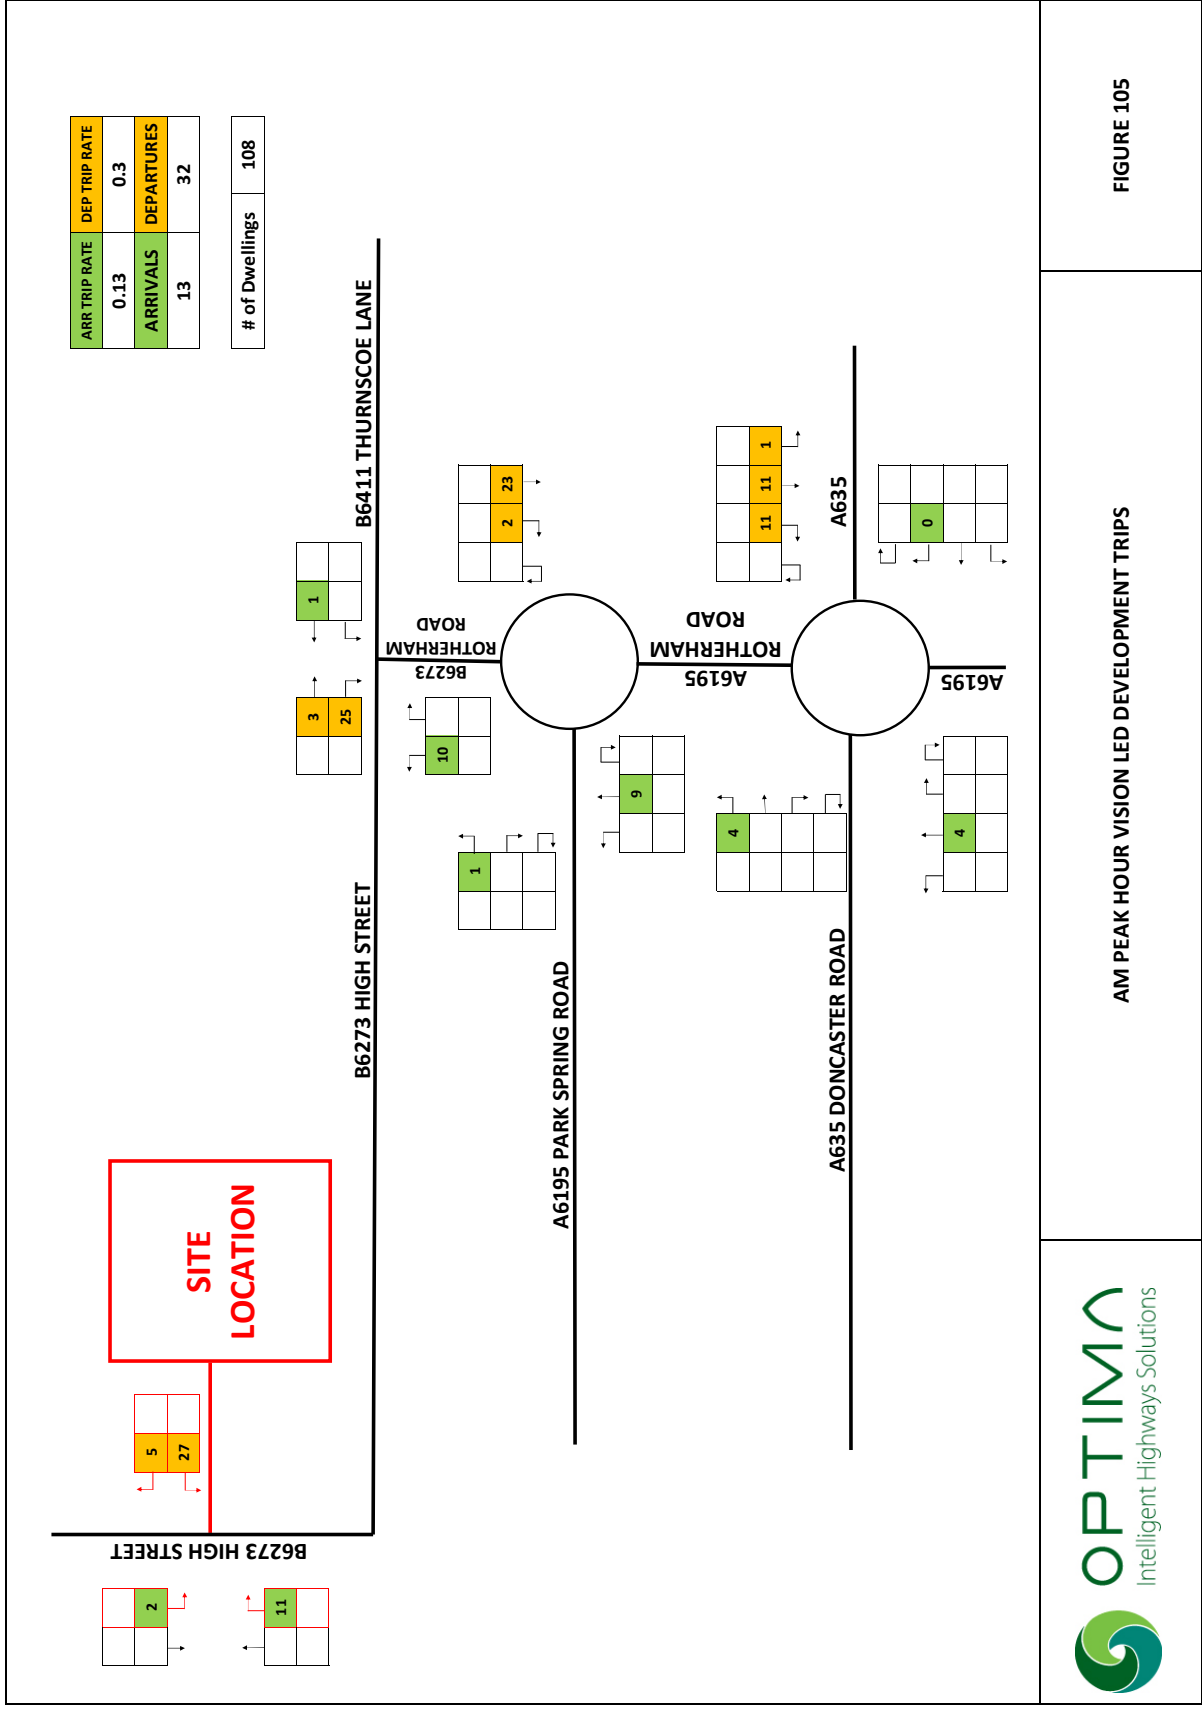 ARR TRIP RATE DEP TRIP RATE
0.13 0.3
ARRIVALS DEPARTURES
13 32
# of Dwellings 108
SITE
LOCATION
5
27
B6273 HIGH STREET
2
11
B6273 HIGH STREET
B6411 THURNSCOE LANE
3
25
1
B6273
ROTHERHAM
ROAD
10
2 23
1
A6195 PARK SPRING ROAD
9
A6195
ROTHERHAM
ROAD
11 11 1
4
A635
A635 DONCASTER ROAD
0
4
A6195
OPTIMA
Intelligent Highways Solutions
AM PEAK HOUR VISION LED DEVELOPMENT TRIPS
FIGURE 105